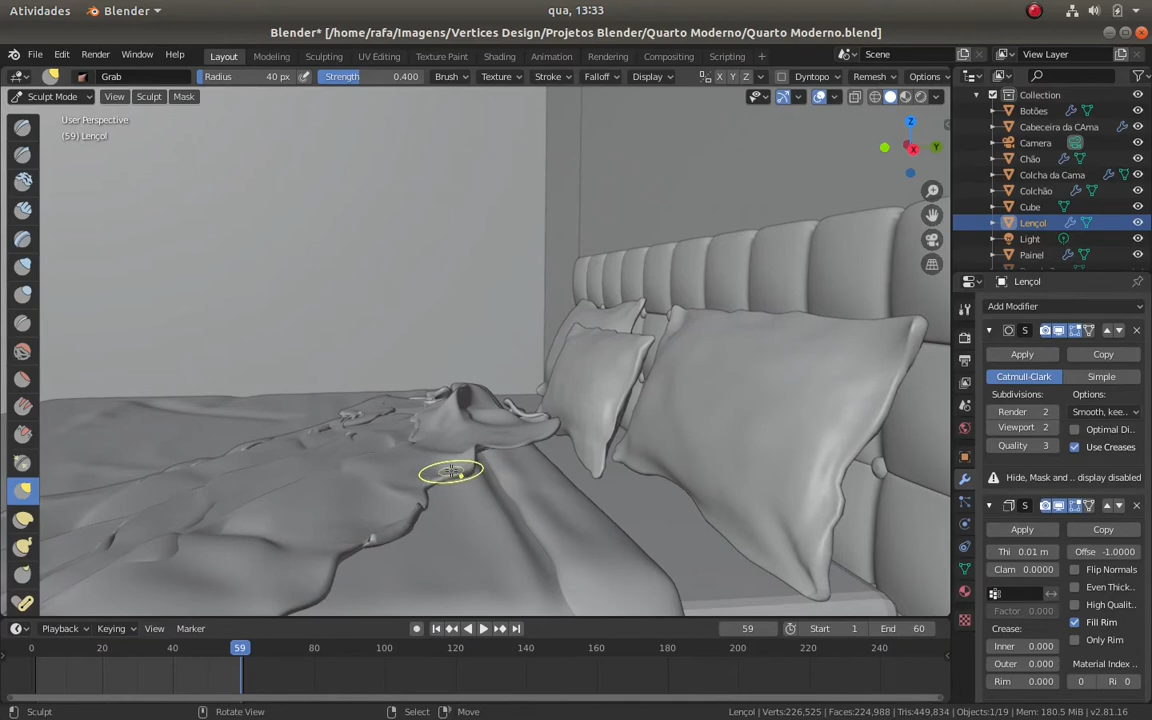 Atividades Blender qua, 13:33
Blender* [/home/rafa/Imagens/Vertices Design/Projetos Blender/Quarto Moderno/Quarto Moderno.blend]
File Edit Render Window Help Layout Modeling Sculpting UV Editing Texture Paint Shading Animation Rendering Compositing Scripting Scene View Layer
Grab Radius 40 px Strength 0.400 Brush Texture Stroke Falloff Display X Y Z Dyntopo Remesh Options
Sculpt Mode View Sculpt Mask
User Perspective
(59) Lençol
Z
X
Y
Collection
Botões
Cabeceira da CAma
Camera
Chão
Colcha da Cama
Colchão
Cube
Lençol
Light
Painel
Lençol
Add Modifier
S
Apply Copy
Catmull-Clark Simple
Subdivisions: Options:
Render 2 Smooth, kee..
Viewport 2 Optimal Di..
Quality 3 Use Creases
Hide, Mask and .. display disabled
S
Apply Copy
Thi 0.01 m Offse -1.0000
Clam 0.0000 Flip Normals
Even Thick..
Factor 0.000 High Qualit..
Crease: Fill Rim
Inner 0.000 Only Rim
Outer 0.000 Material Index ..
Rim 0.000 0 Ri 0
Playback Keying View Marker 59 Start 1 End 60
0 20 40 59 80 100 120 140 160 180 200 220 240
Sculpt Rotate View Select Move Lençol | Verts:226,525 | Faces:224,988 | Tris:449,834 | Objects:1/19 | Mem: 180.5 MiB | v2.81.16